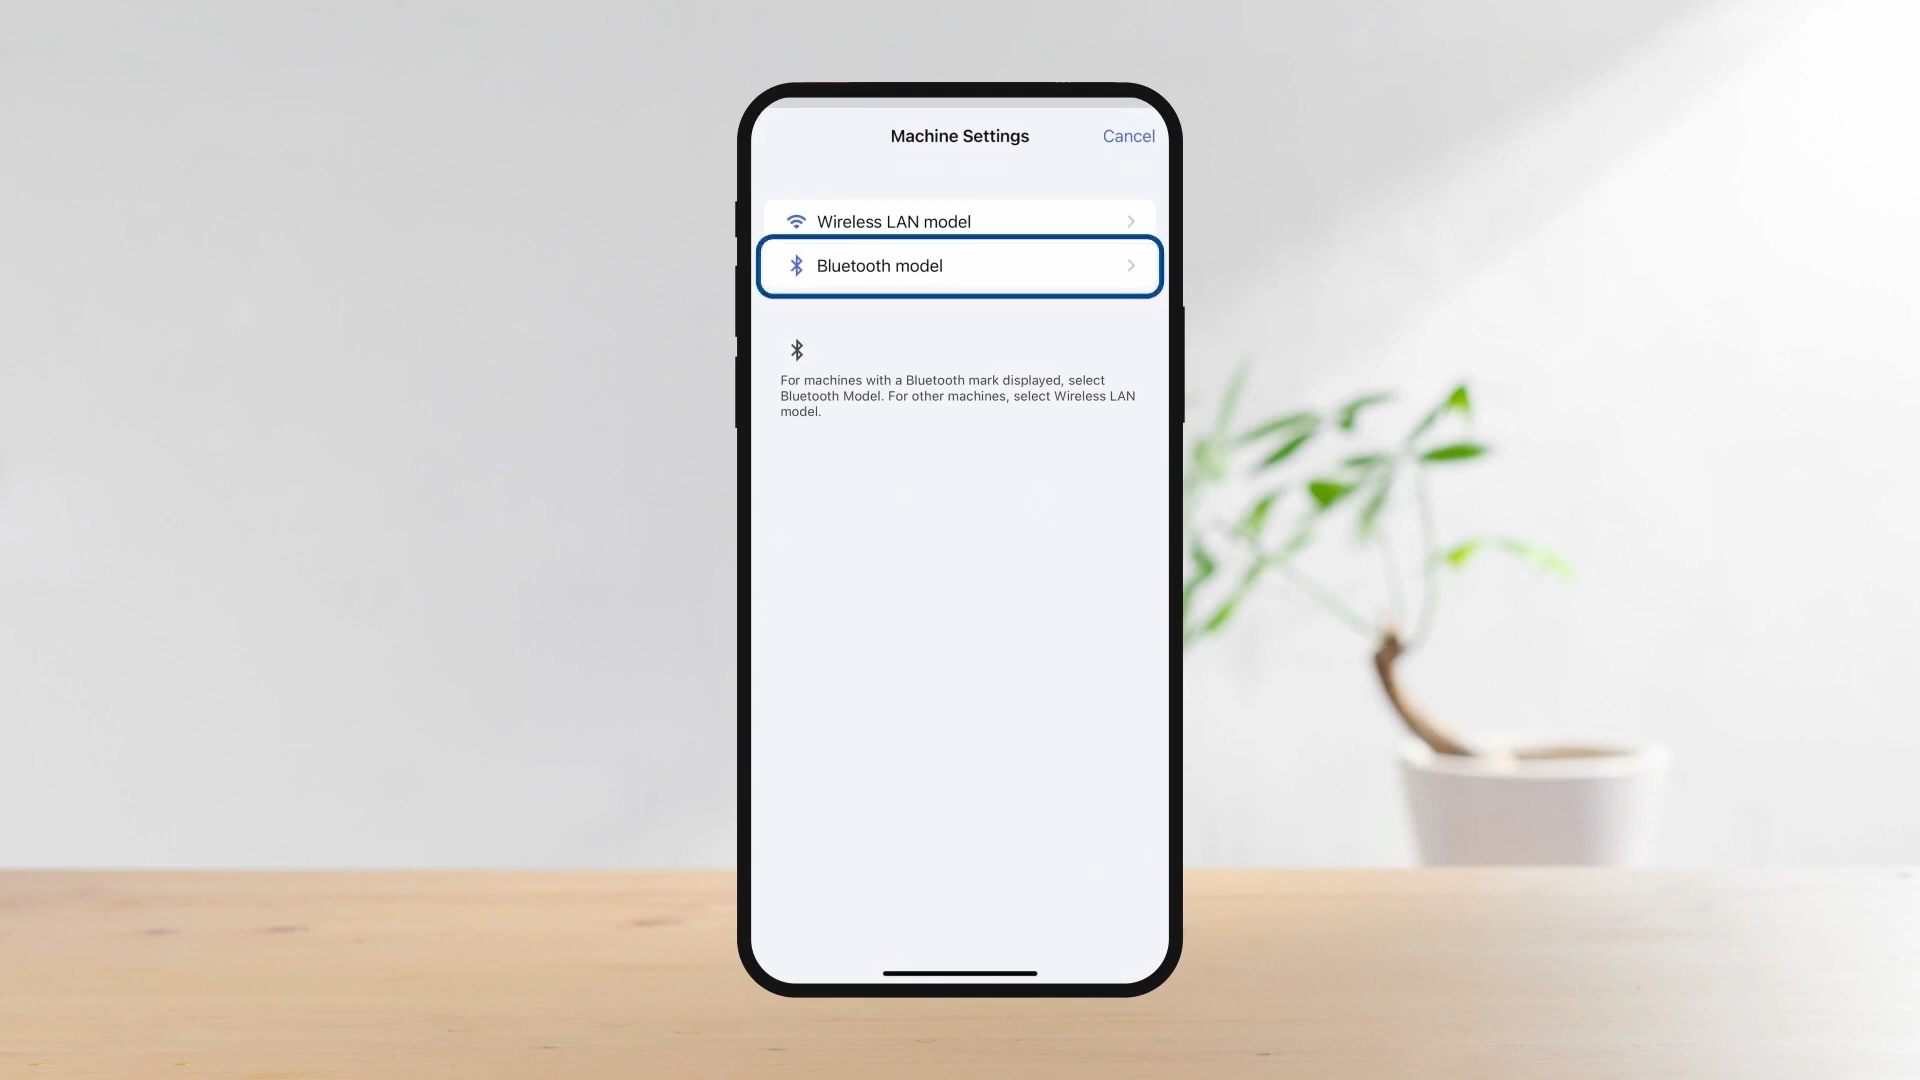 Machine Settings
Cancel
Wireless LAN model
Bluetooth model
For machines with a Bluetooth mark displayed, select
Bluetooth Model. For other machines, select Wireless LAN
model.